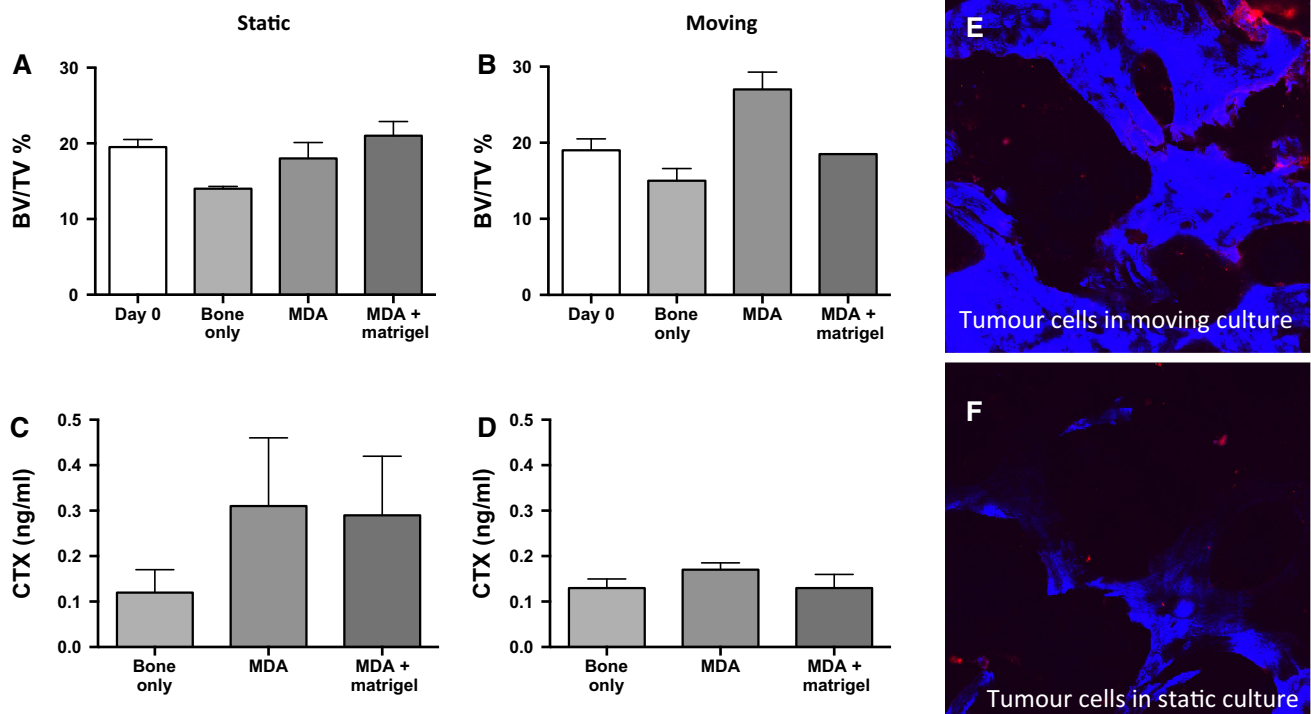 Static
Moving
A
BV/TV %
30
20
10
0
Day 0
Bone
only
MDA
MDA +
matrigel
B
BV/TV %
30
20
10
0
Day 0
Bone
only
MDA
MDA +
matrigel
E
Tumour cells in moving culture
C
CTX (ng/ml)
0.5
0.4
0.3
0.2
0.1
0.0
Bone
only
MDA
MDA +
matrigel
D
CTX (ng/ml)
0.5
0.4
0.3
0.2
0.1
0.0
Bone
only
MDA
MDA +
matrigel
F
Tumour cells in static culture